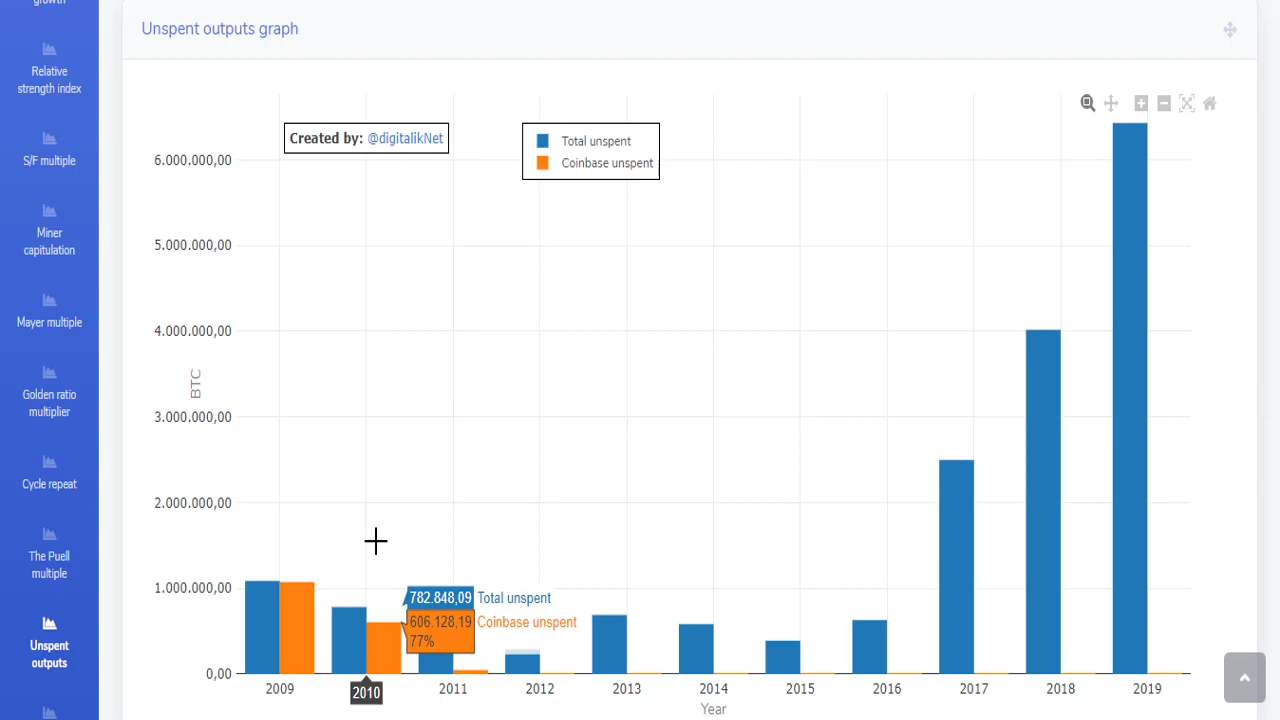 growth
Relative
strength index
S/F multiple
Miner
capitulation
Mayer multiple
Golden ratio
multiplier
Cycle repeat
The Puell
multiple
Unspent
outputs
Unspent outputs graph
Created by: @digitalikNet
Total unspent
Coinbase unspent
6.000.000,00
5.000.000,00
4.000.000,00
3.000.000,00
2.000.000,00
1.000.000,00
0,00
BTC
782.848,09 Total unspent
606.128,19 Coinbase unspent
77%
2009 2010 2011 2012 2013 2014 2015 2016 2017 2018 2019
Year